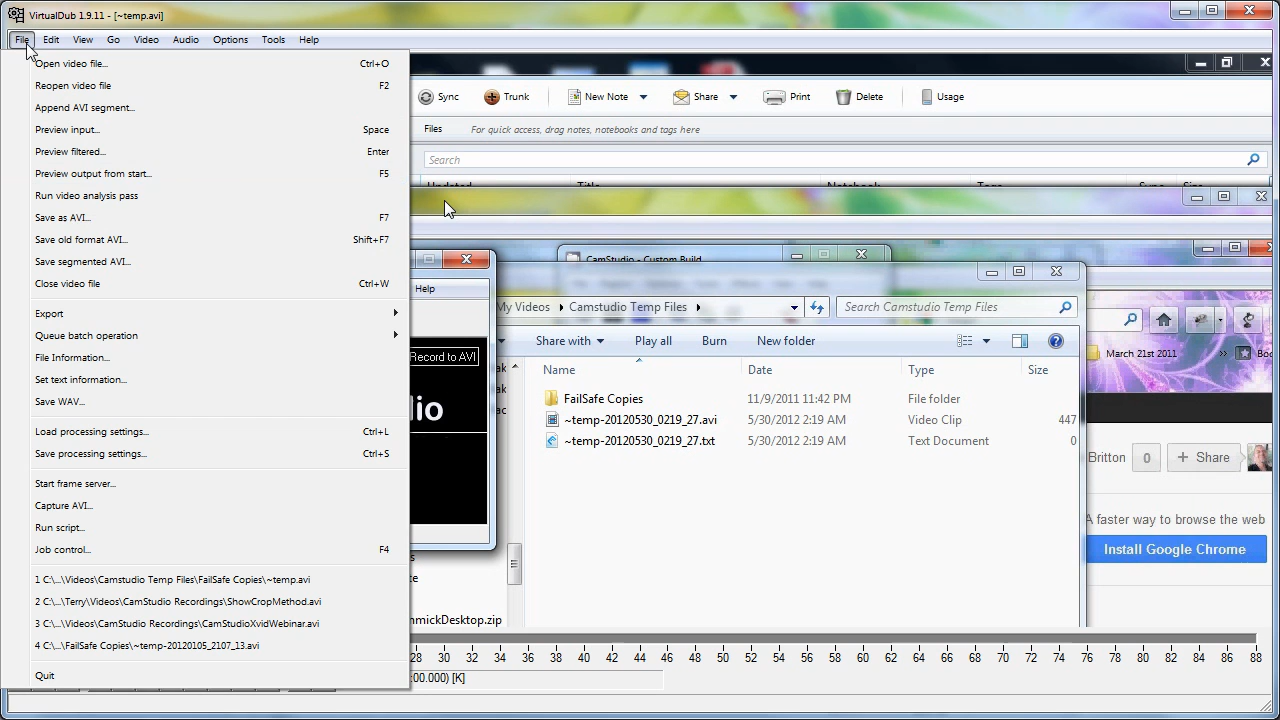 VirtualDub 1.9.11 - [~temp.avi]
File Edit View Go Video Audio Options Tools Help
Open video file... Ctrl+O
Reopen video file F2
Append AVI segment...
Preview input... Space
Preview filtered... Enter
Preview output from start... F5
Run video analysis pass
Save as AVI... F7
Save old format AVI... Shift+F7
Save segmented AVI...
Close video file Ctrl+W
Export
Queue batch operation
File Information...
Set text information...
Save WAV...
Load processing settings... Ctrl+L
Save processing settings... Ctrl+S
Start frame server...
Capture AVI...
Run script...
Job control... F4
1 C:\...\Videos\Camstudio Temp Files\FailSafe Copies\~temp.avi
2 C:\...\Terry\Videos\CamStudio Recordings\ShowCropMethod.avi
3 C:\...\Videos\CamStudio Recordings\CamStudioXvidWebinar.avi
4 C:\...\FailSafe Copies\~temp-20120105_2107_13.avi
Quit
Sync Trunk New Note Share Print Delete Usage
Files For quick access, drag notes, notebooks and tags here
Search
Updated Title Notebook Tags Sync Size
CamStudio - Custom Build
Help
Record to AVI
dio
My Videos Camstudio Temp Files Search Camstudio Temp Files
Share with Play all Burn New folder
Name Date Type Size
FailSafe Copies 11/9/2011 11:42 PM File folder
~temp-20120530_0219_27.avi 5/30/2012 2:19 AM Video Clip 447
~temp-20120530_0219_27.txt 5/30/2012 2:19 AM Text Document 0
March 21st 2011 » Boo
Britton 0 + Share
A faster way to browse the web
Install Google Chrome
nmickDesktop.zip
28 30 32 34 36 38 40 42 44 46 48 50 52 54 56 58 60 62 64 66 68 70 72 74 76 78 80 82 84 86 88
00.000) [K]